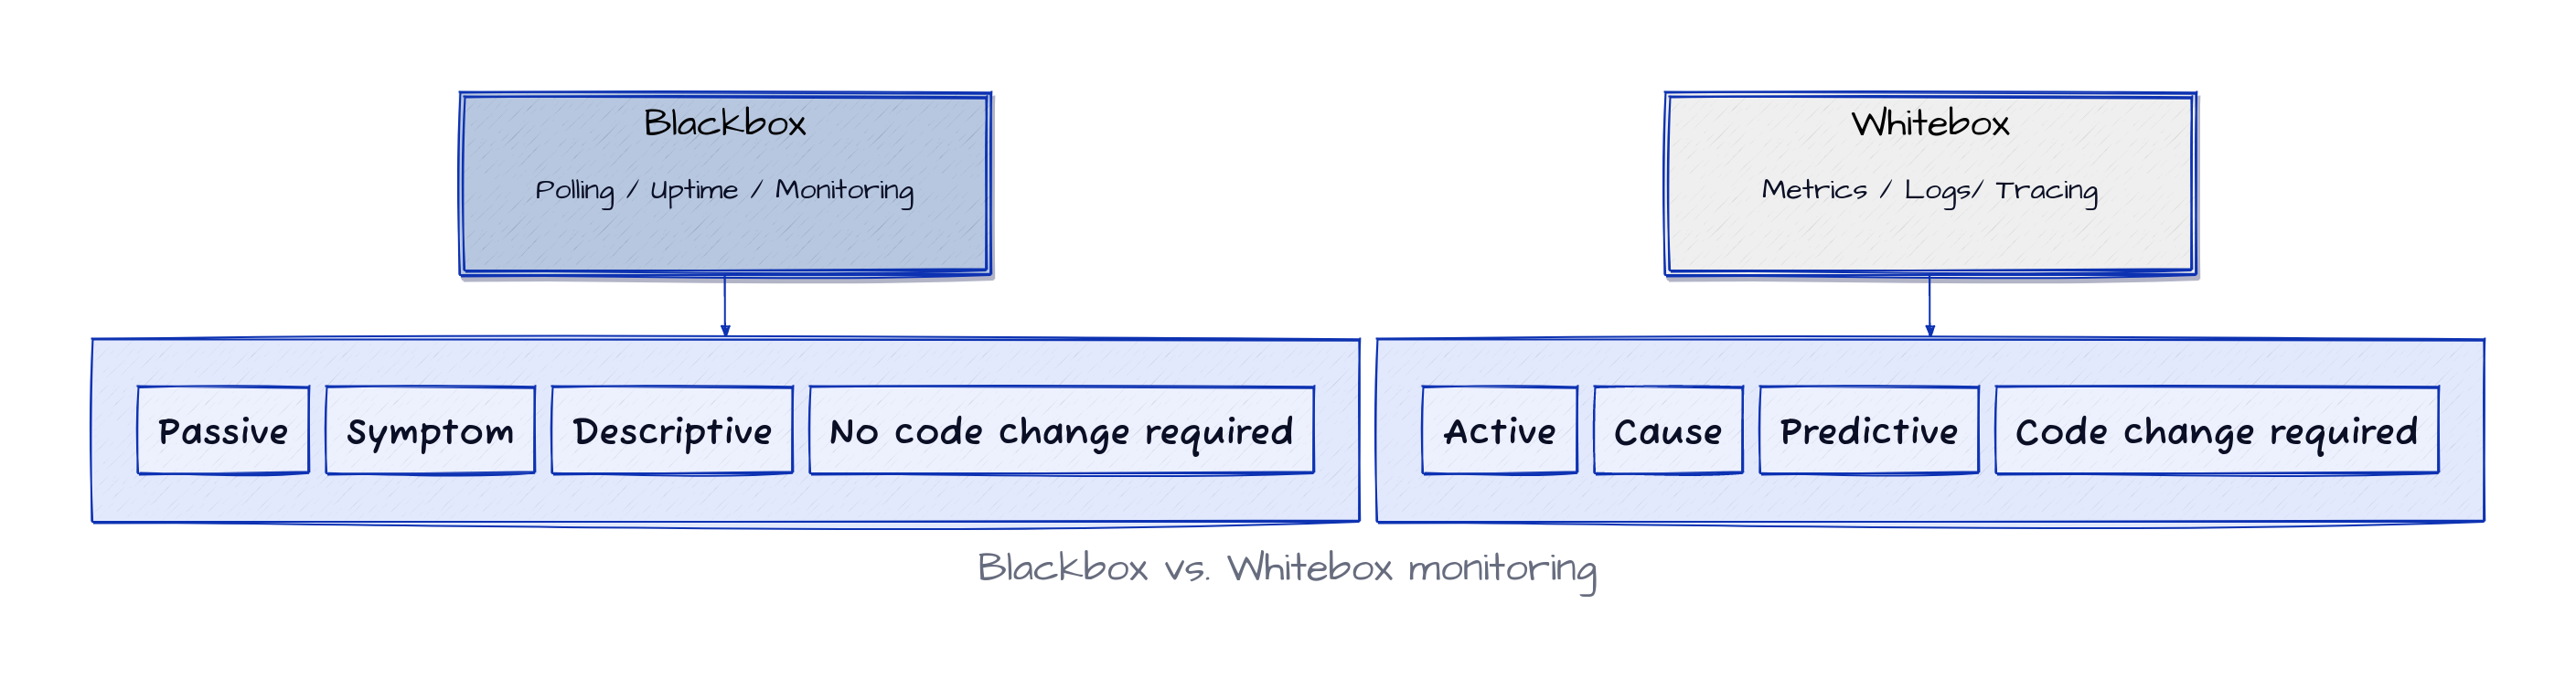 Blackbox
Polling / Uptime / Monitoring
Whitebox
Metrics / Logs/ Tracing
Passive
Symptom
Descriptive
No code change required
Active
Cause
Predictive
Code change required
Blackbox vs. Whitebox monitoring